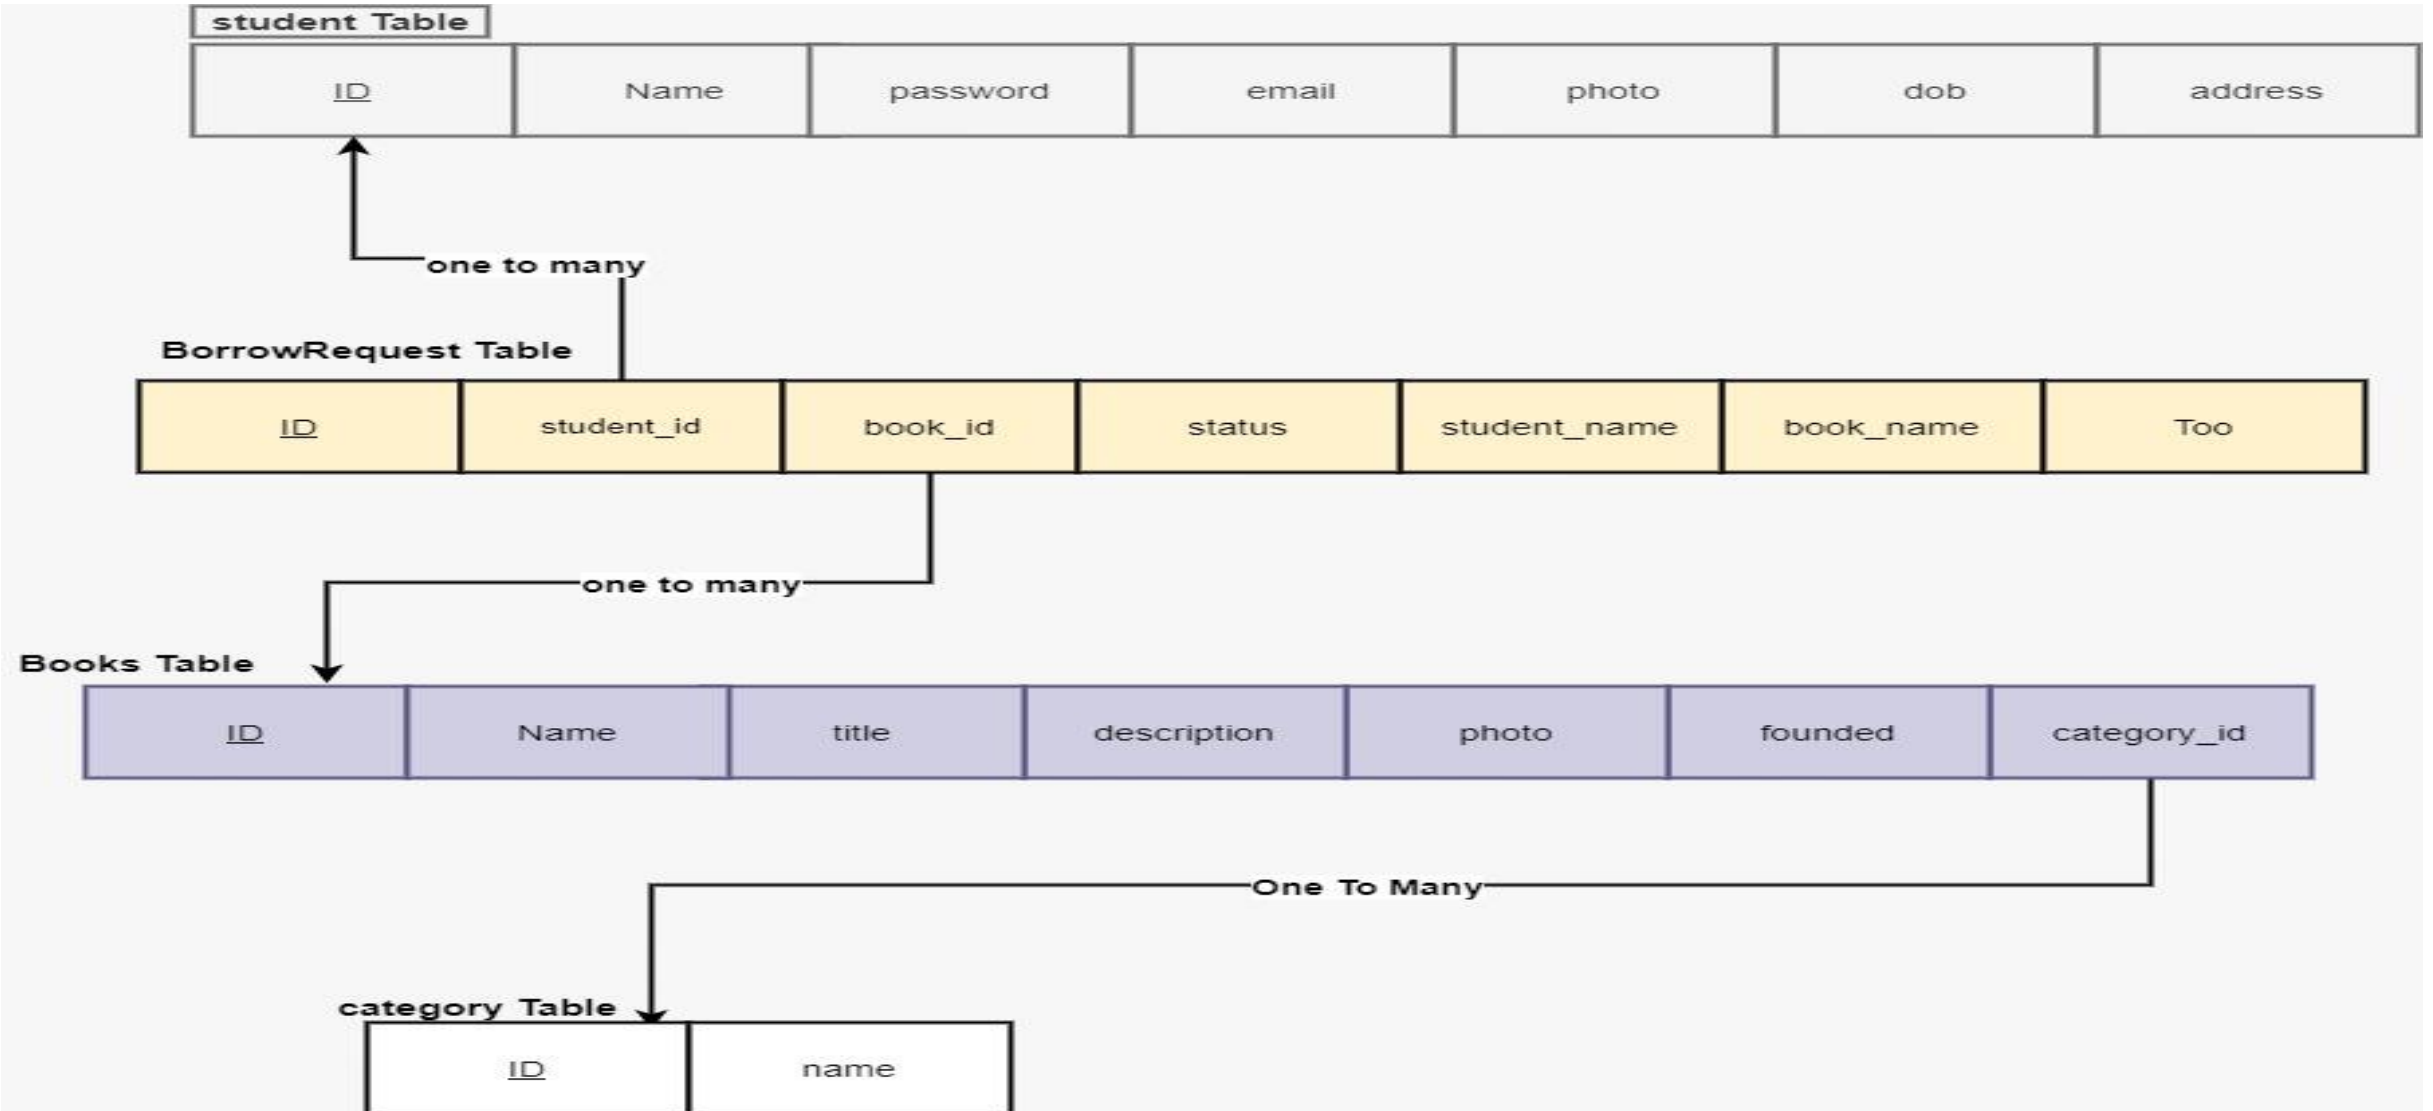 student Table
ID Name password email photo dob address
one to many
BorrowRequest Table
ID student_id book_id status student_name book_name Too
one to many
Books Table
ID Name title description photo founded category_id
One To Many
category Table
ID name